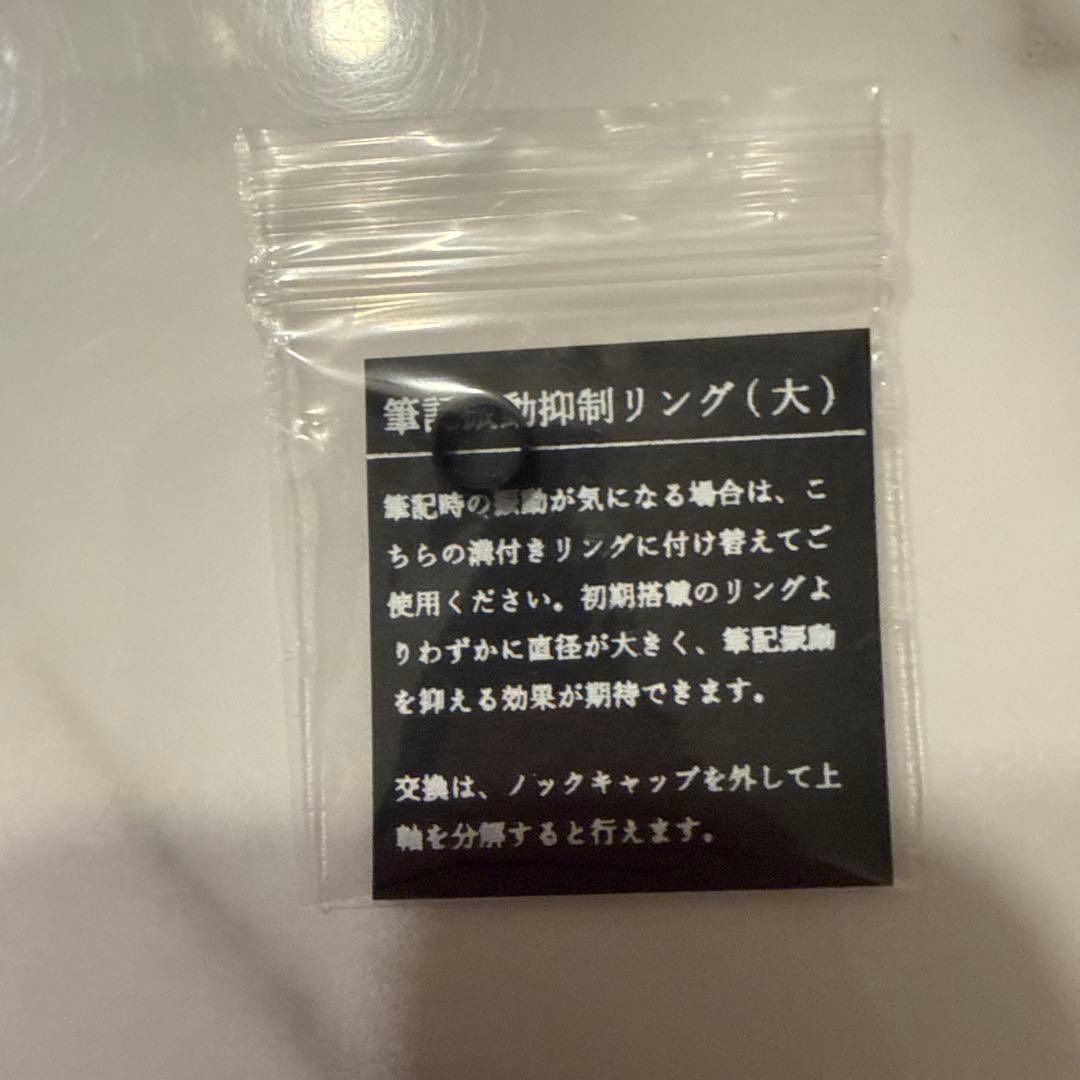 筆記振動抑制リング(大)
筆記時の振動が気になる場合は、こ
ちらの溝付きリングに付け替えてご
使用ください。初期搭載のリングよ
りわずかに直径が大きく、筆記振動
を抑える効果が期待できます。
交換は、ノックキャップを外して上
軸を分解すると行えます。